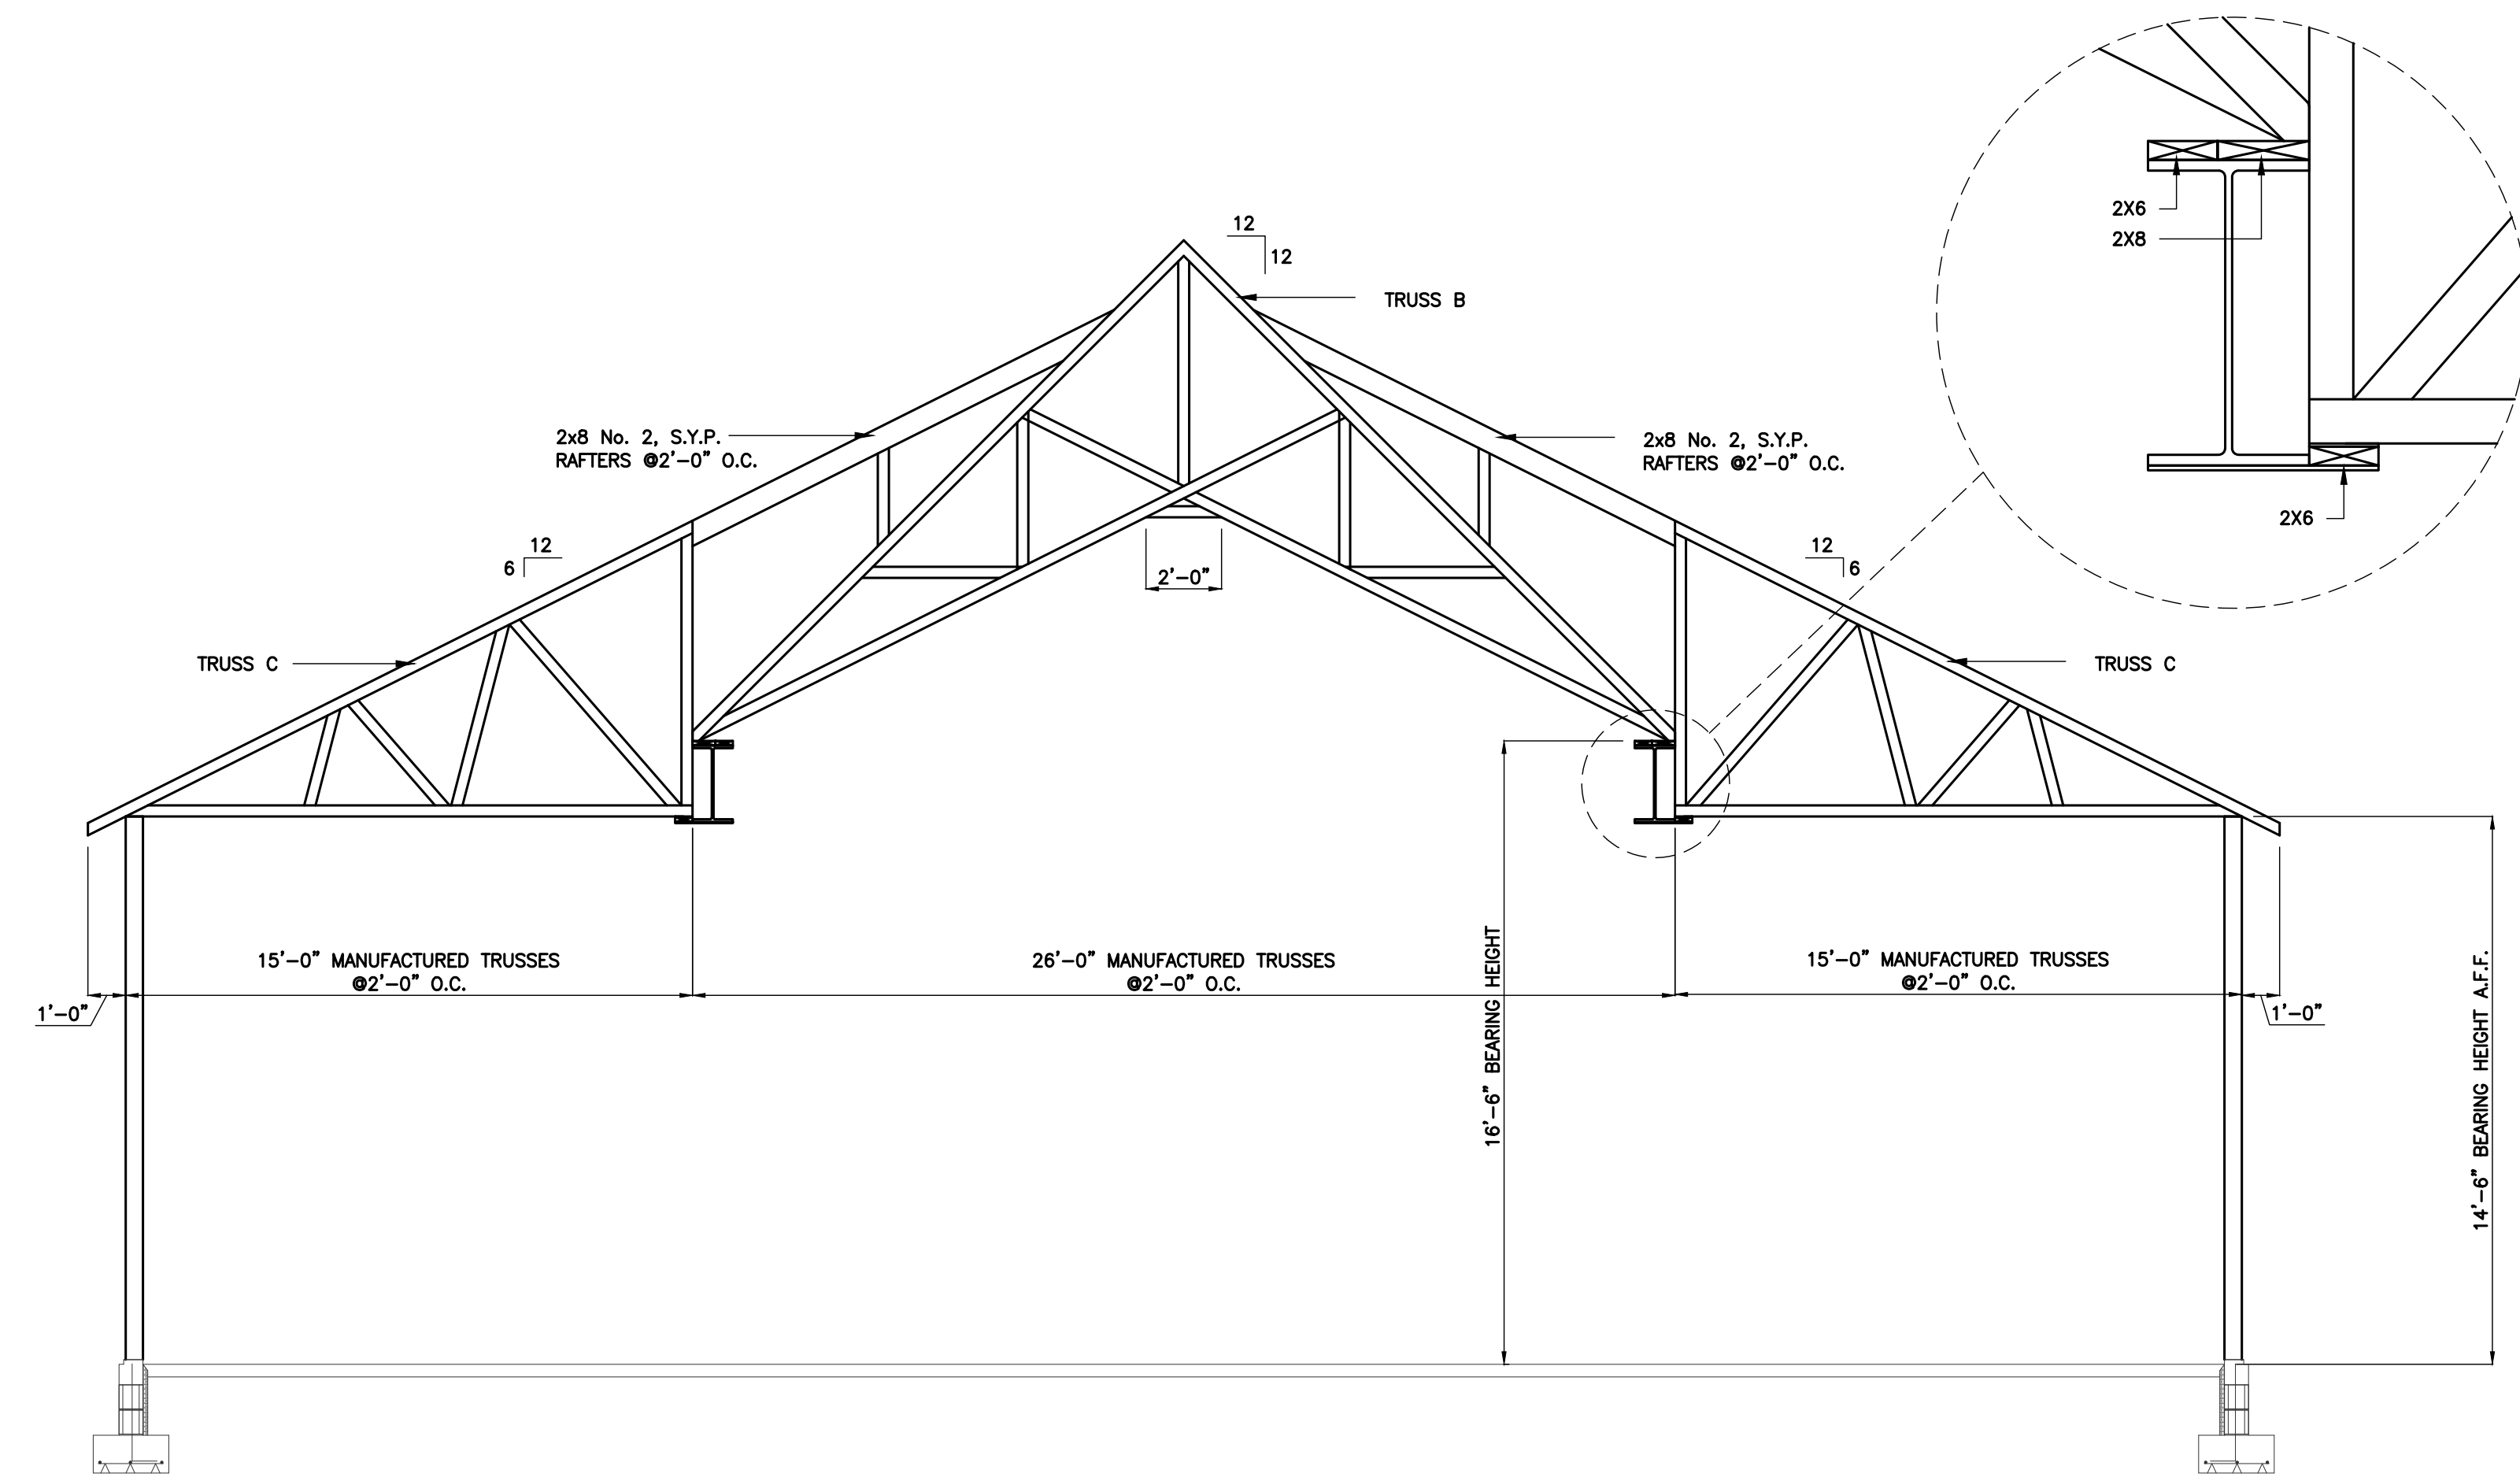 2X6
2X8
2X6
12
12
TRUSS B
2x8 No. 2, S.Y.P.
RAFTERS @2'-0" O.C.
2x8 No. 2, S.Y.P.
RAFTERS @2'-0" O.C.
12
6
2'-0"
12
6
TRUSS C
TRUSS C
15'-0" MANUFACTURED TRUSSES
@2'-0" O.C.
26'-0" MANUFACTURED TRUSSES
@2'-0" O.C.
15'-0" MANUFACTURED TRUSSES
@2'-0" O.C.
1'-0"
1'-0"
16'-6" BEARING HEIGHT
14'-6" BEARING HEIGHT A.F.F.